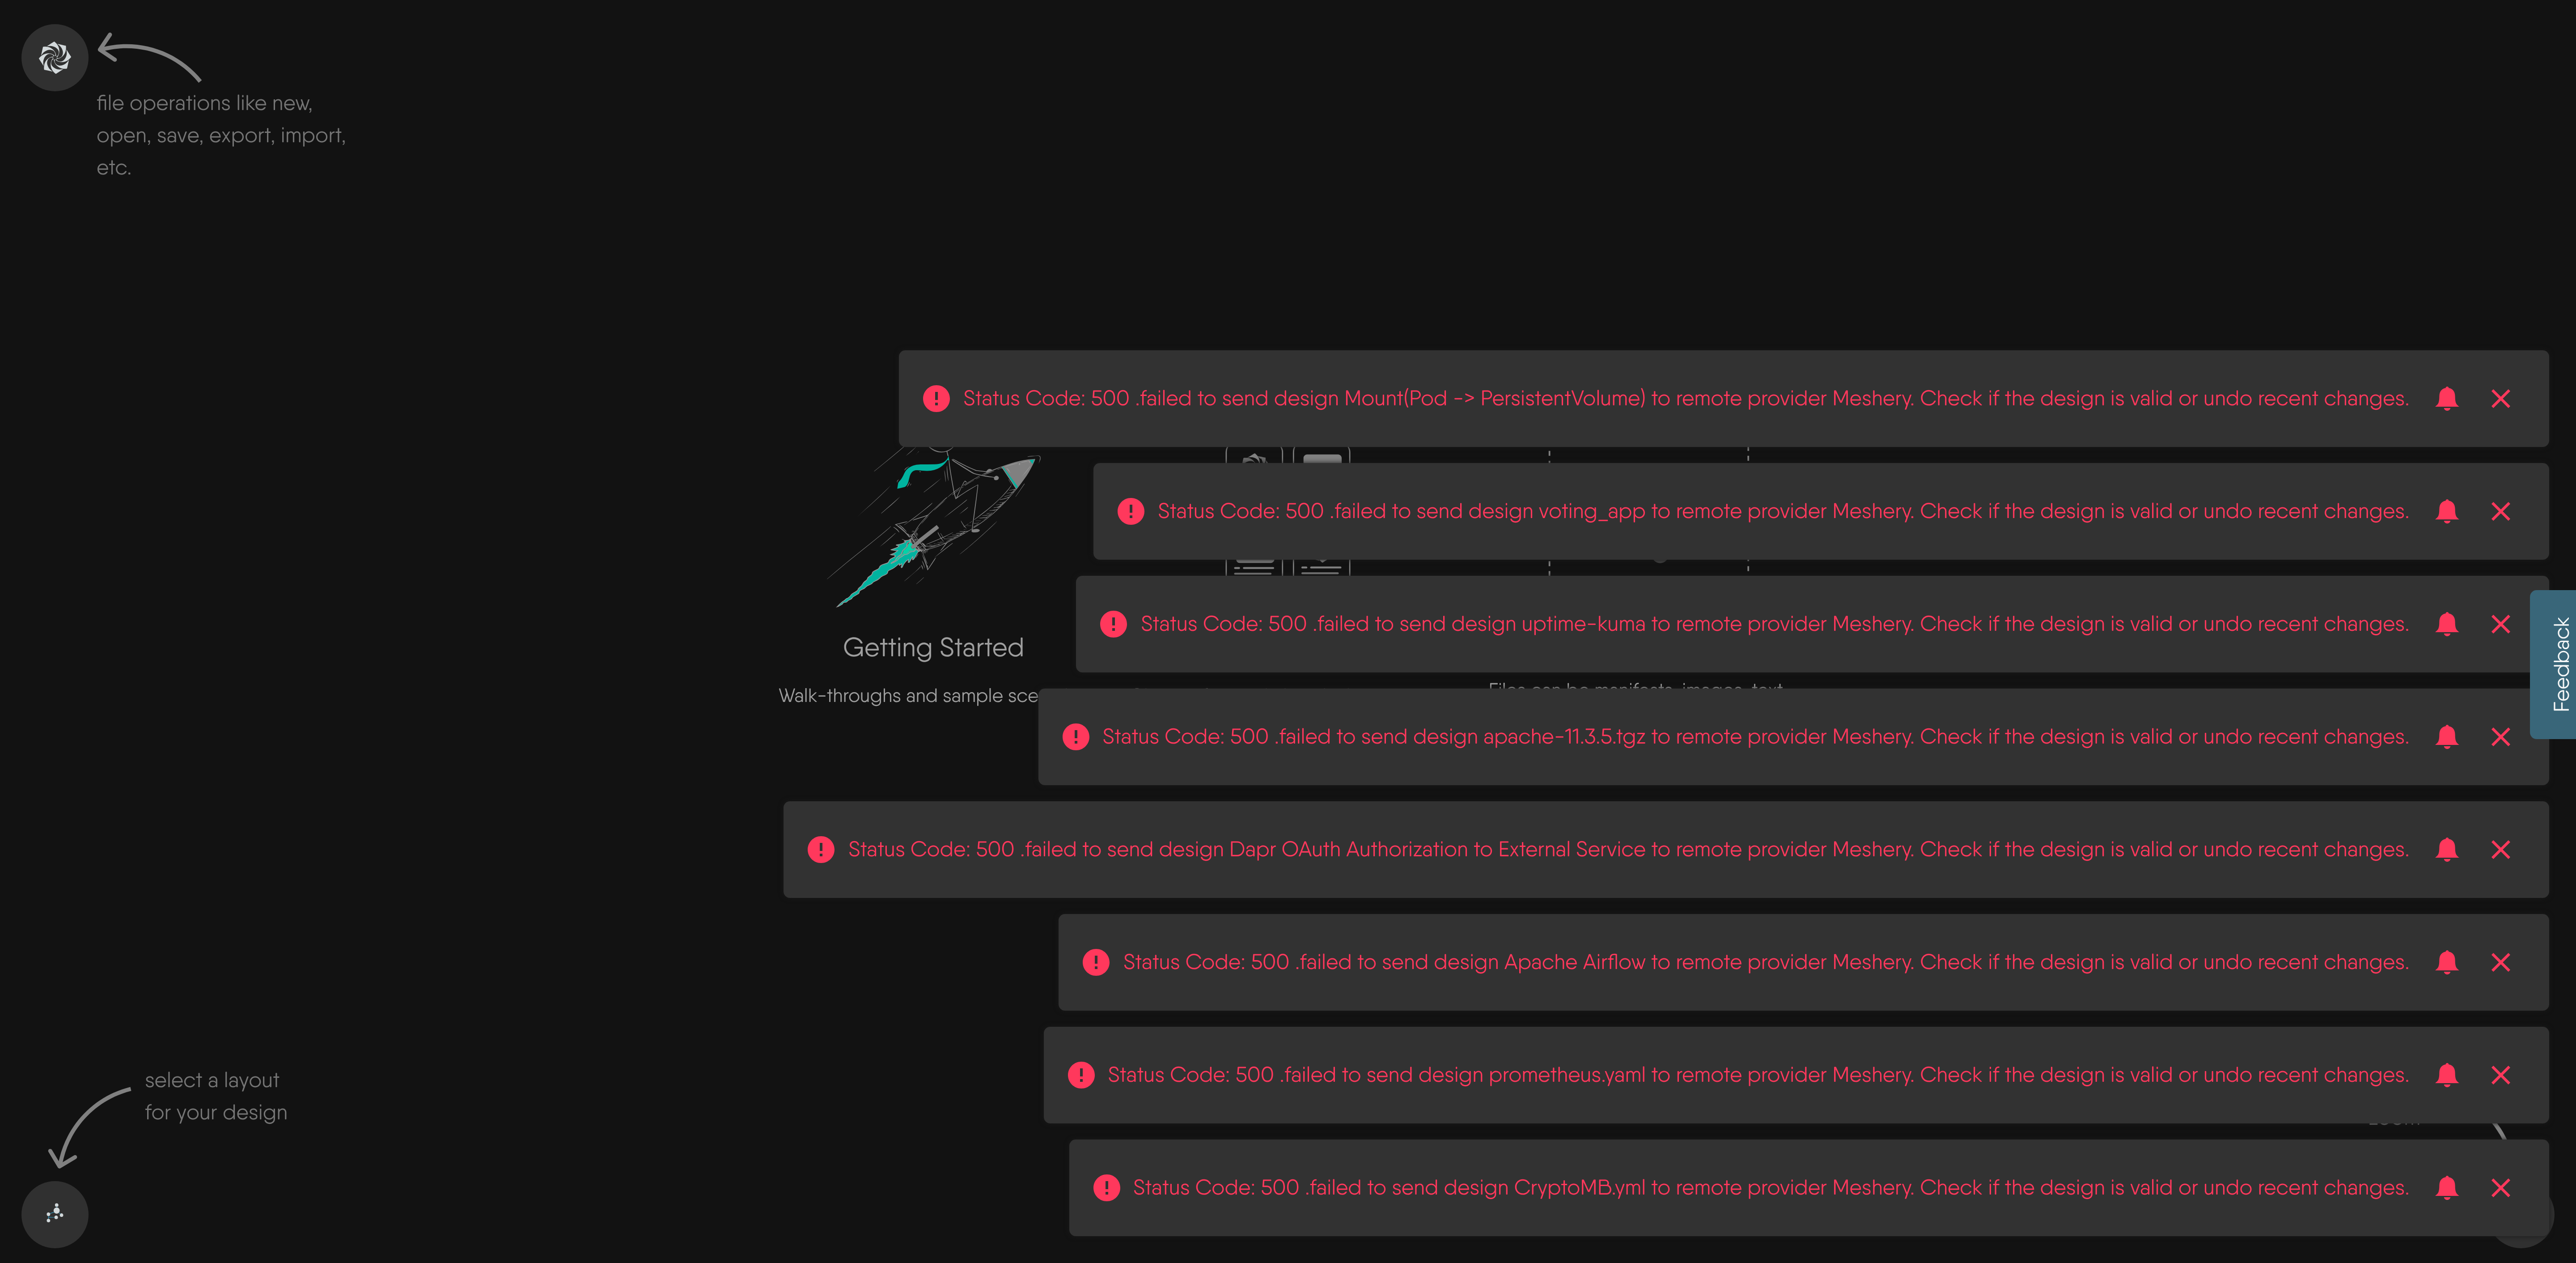 file operations like new,
open, save, export, import,
etc.
Status Code: 500 .failed to send design Mount(Pod -> PersistentVolume) to remote provider Meshery. Check if the design is valid or undo recent changes.
Status Code: 500 .failed to send design voting_app to remote provider Meshery. Check if the design is valid or undo recent changes.
Status Code: 500 .failed to send design uptime-kuma to remote provider Meshery. Check if the design is valid or undo recent changes.
Getting Started
Feedback
Walk-throughs and sample sce
Files can be manifests, images, text
Status Code: 500 .failed to send design apache-11.3.5.tgz to remote provider Meshery. Check if the design is valid or undo recent changes.
Status Code: 500 .failed to send design Dapr OAuth Authorization to External Service to remote provider Meshery. Check if the design is valid or undo recent changes.
Status Code: 500 .failed to send design Apache Airflow to remote provider Meshery. Check if the design is valid or undo recent changes.
Status Code: 500 .failed to send design prometheus.yaml to remote provider Meshery. Check if the design is valid or undo recent changes.
select a layout
for your design
Status Code: 500 .failed to send design CryptoMB.yml to remote provider Meshery. Check if the design is valid or undo recent changes.